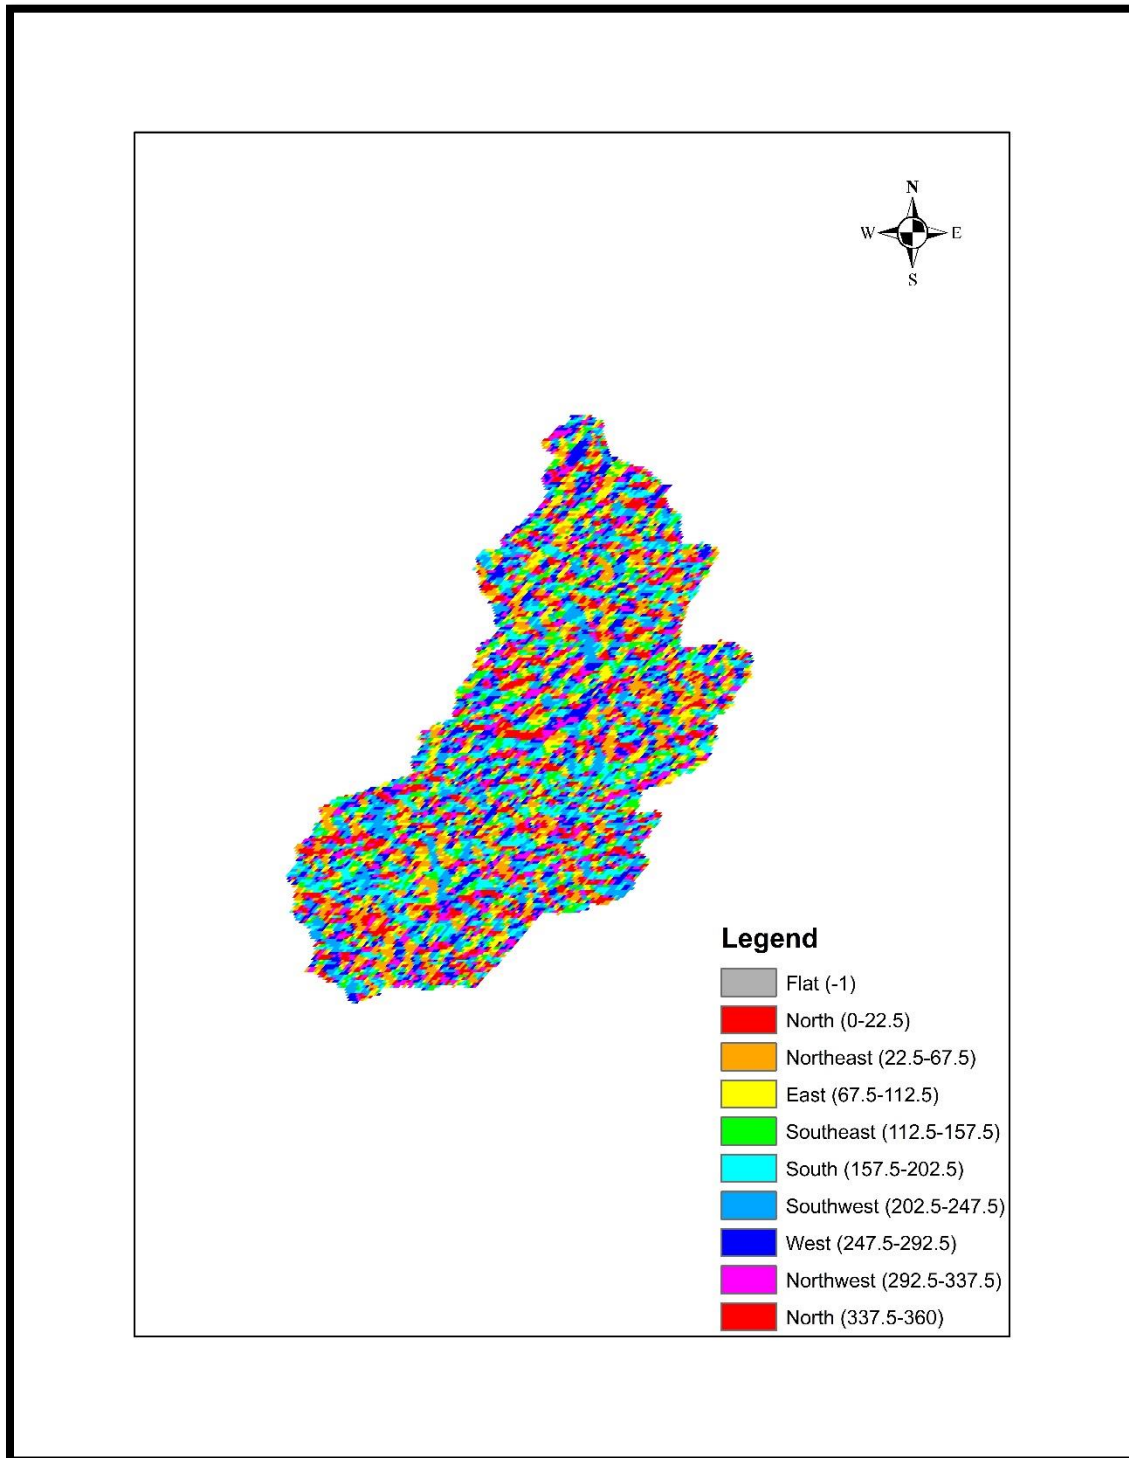 N
W E
S
Legend
Flat (-1)
North (0-22.5)
Northeast (22.5-67.5)
East (67.5-112.5)
Southeast (112.5-157.5)
South (157.5-202.5)
Southwest (202.5-247.5)
West (247.5-292.5)
Northwest (292.5-337.5)
North (337.5-360)